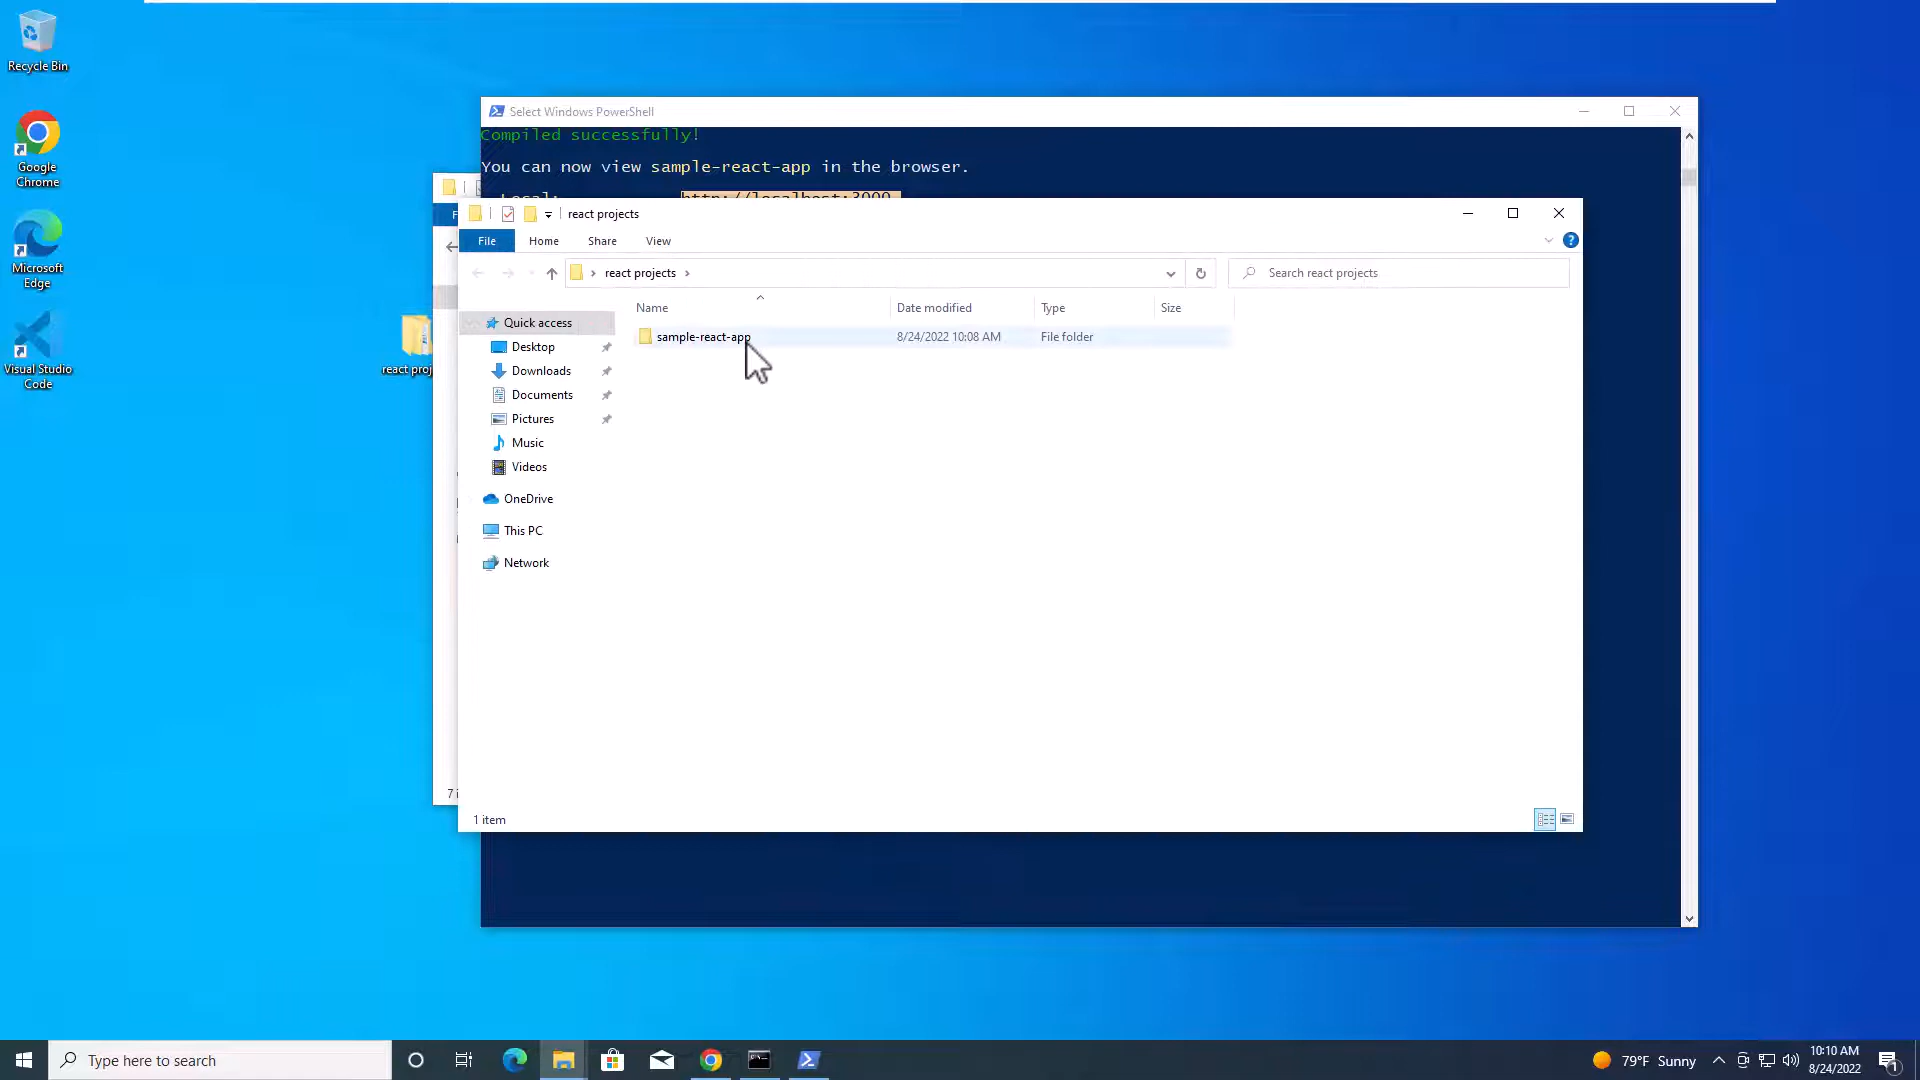 Recycle Bin
Google
Chrome
Microsoft
Edge
Visual Studio
Code
react proj
Select Windows PowerShell
Compiled successfully!
You can now view sample-react-app in the browser.
Local: http://localhost:3000
react projects
File Home Share View
react projects
Search react projects
Name Date modified Type Size
sample-react-app 8/24/2022 10:08 AM File folder
Quick access
Desktop
Downloads
Documents
Pictures
Music
Videos
OneDrive
This PC
Network
7 i
1 item
Type here to search
79°F Sunny
10:10 AM
8/24/2022
1